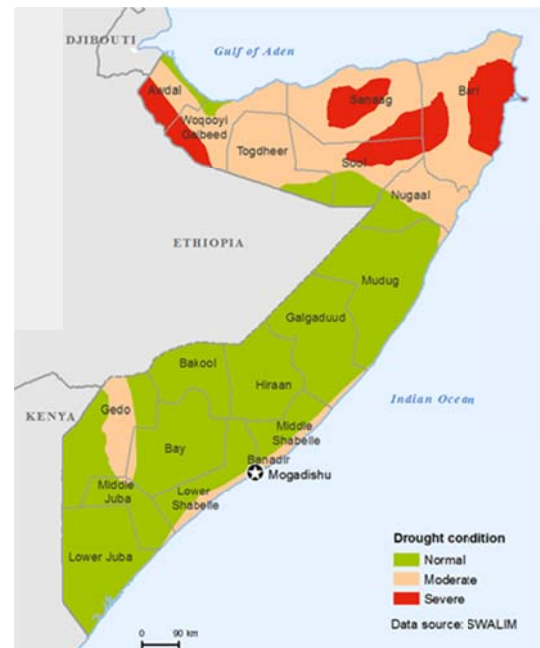 DJIBOUTI
Gulf of Aden
Awdal
Woqooyi
Galbeed
Togdheer
Sanaag
Bari
Sool
Nugaal
ETHIOPIA
Mudug
Galgaduud
Bakool
Hiraan
Gedo
KENYA
Indian Ocean
Bay
Middle
Shabelle
Banadir
Mogadishu
Middle
Juba
Lower
Shabelle
Lower Juba
Drought condition
Normal
Moderate
Severe
Data source: SWALIM
0 90 km